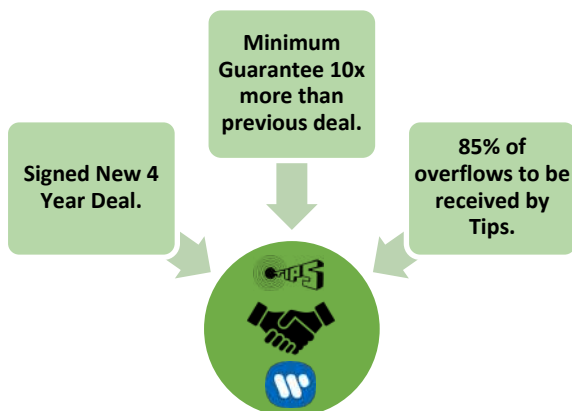 Minimum
Guarantee 10x
more than
previous deal.
Signed New 4
Year Deal.
85% of
overflows to be
received by
Tips.
TIPS